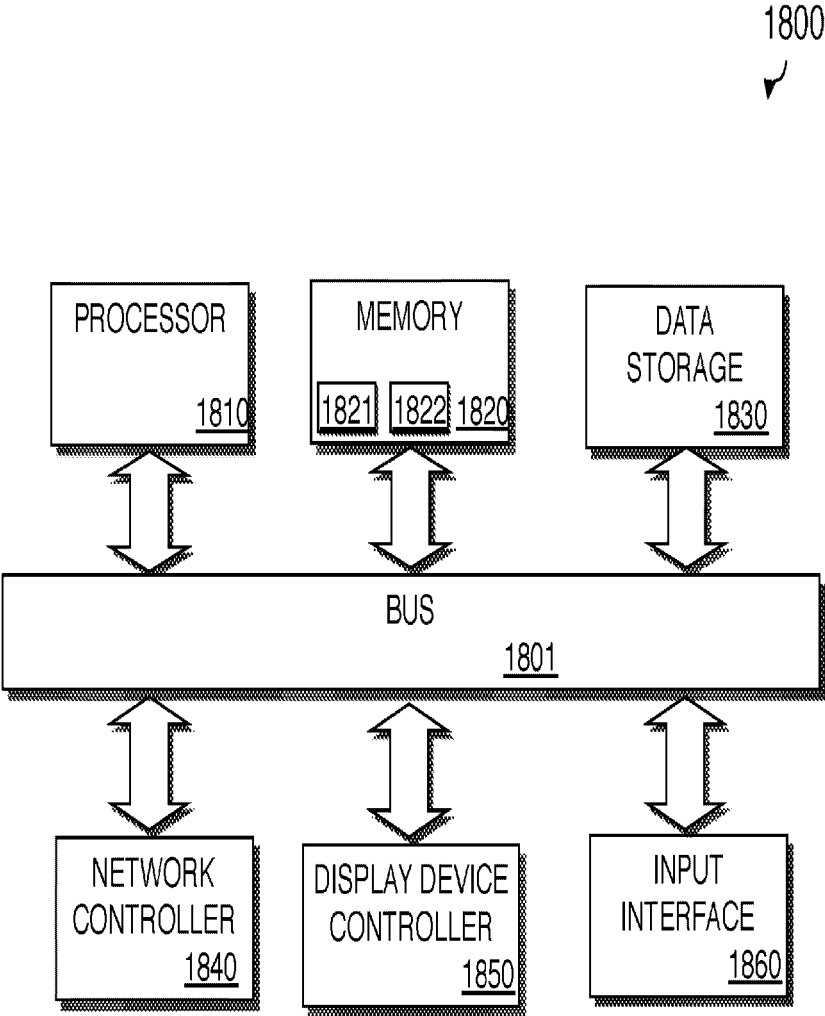 1800
PROCESSOR
1810
MEMORY
1821 1822 1820
DATA
STORAGE
1830
BUS
1801
NETWORK
CONTROLLER
1840
DISPLAY DEVICE
CONTROLLER
1850
INPUT
INTERFACE
1860